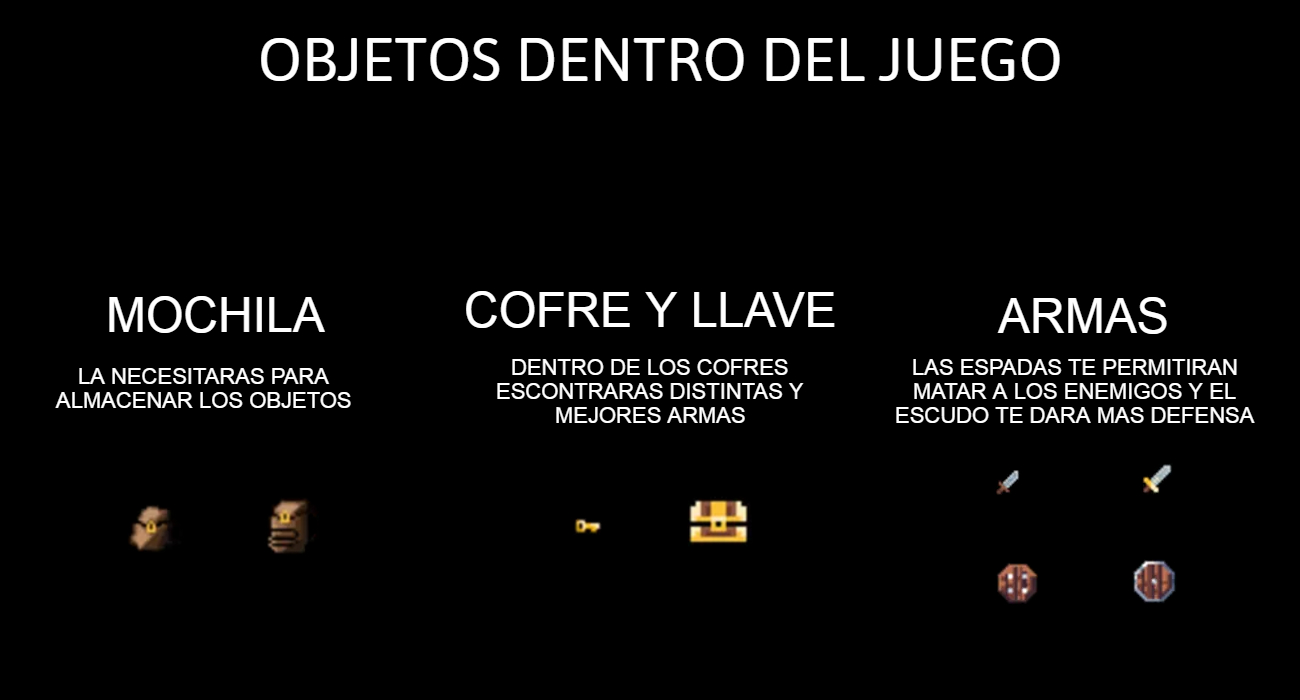 OBJETOS DENTRO DEL JUEGO
MOCHILA
LA NECESITARAS PARA
ALMACENAR LOS OBJETOS
COFRE Y LLAVE
DENTRO DE LOS COFRES
ESCONTRARAS DISTINTAS Y
MEJORES ARMAS
ARMAS
LAS ESPADAS TE PERMITIRAN
MATAR A LOS ENEMIGOS Y EL
ESCUDO TE DARA MAS DEFENSA